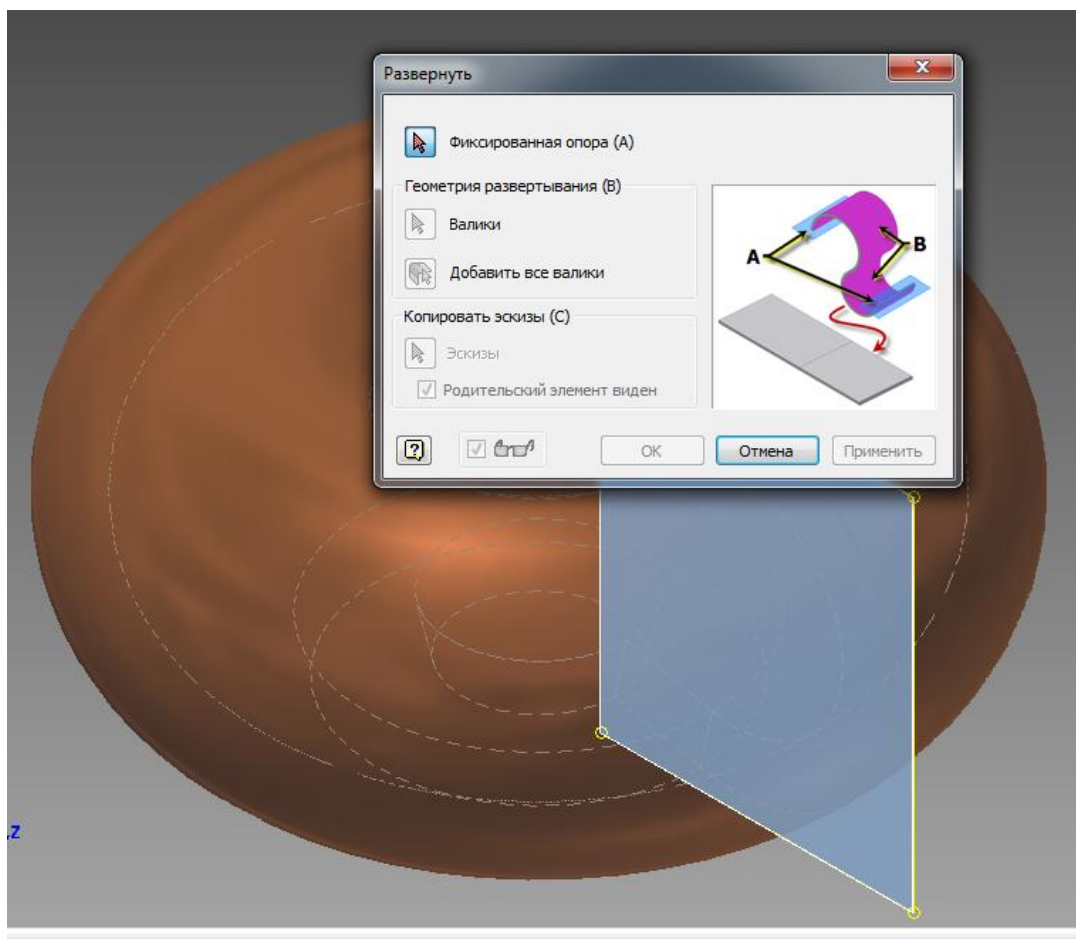 Развернуть
Фиксированная опора (A)
Геометрия развертывания (B)
Валики
Добавить все валики
A
B
Копировать эскизы (C)
Эскизы
Родительский элемент виден
OK
Отмена
Применить
,Z